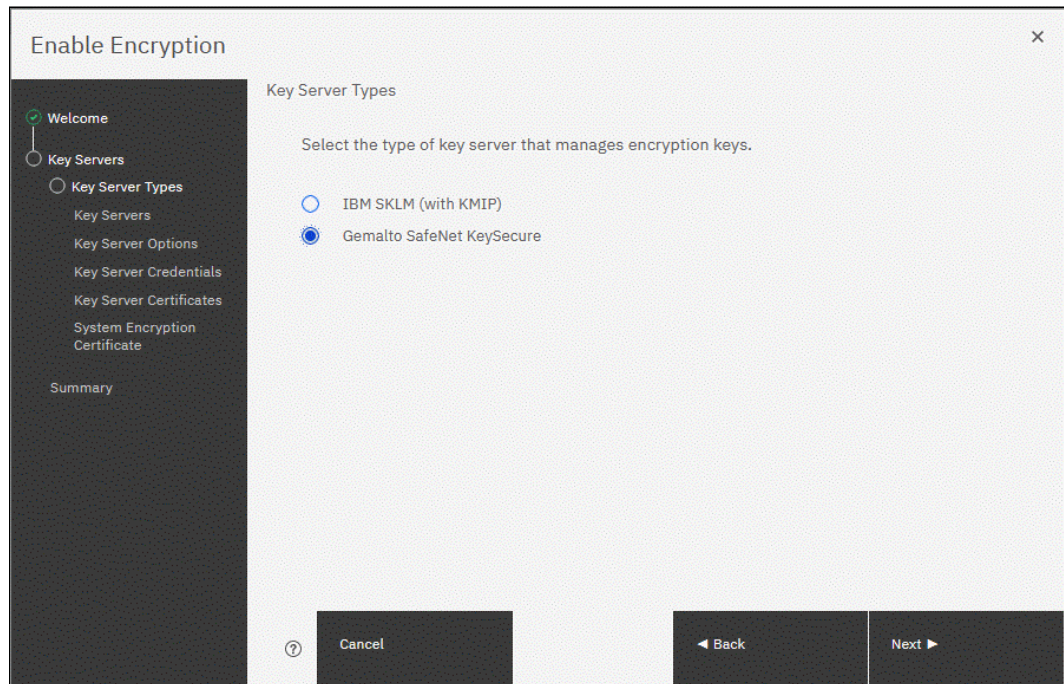 Enable Encryption
Welcome
Key Servers
Key Server Types
Key Servers
Key Server Options
Key Server Credentials
Key Server Certificates
System Encryption
Certificate
Summary
Key Server Types
Select the type of key server that manages encryption keys.
IBM SKLM (with KMIP)
Gemalto SafeNet KeySecure
? Cancel ◄ Back Next ►